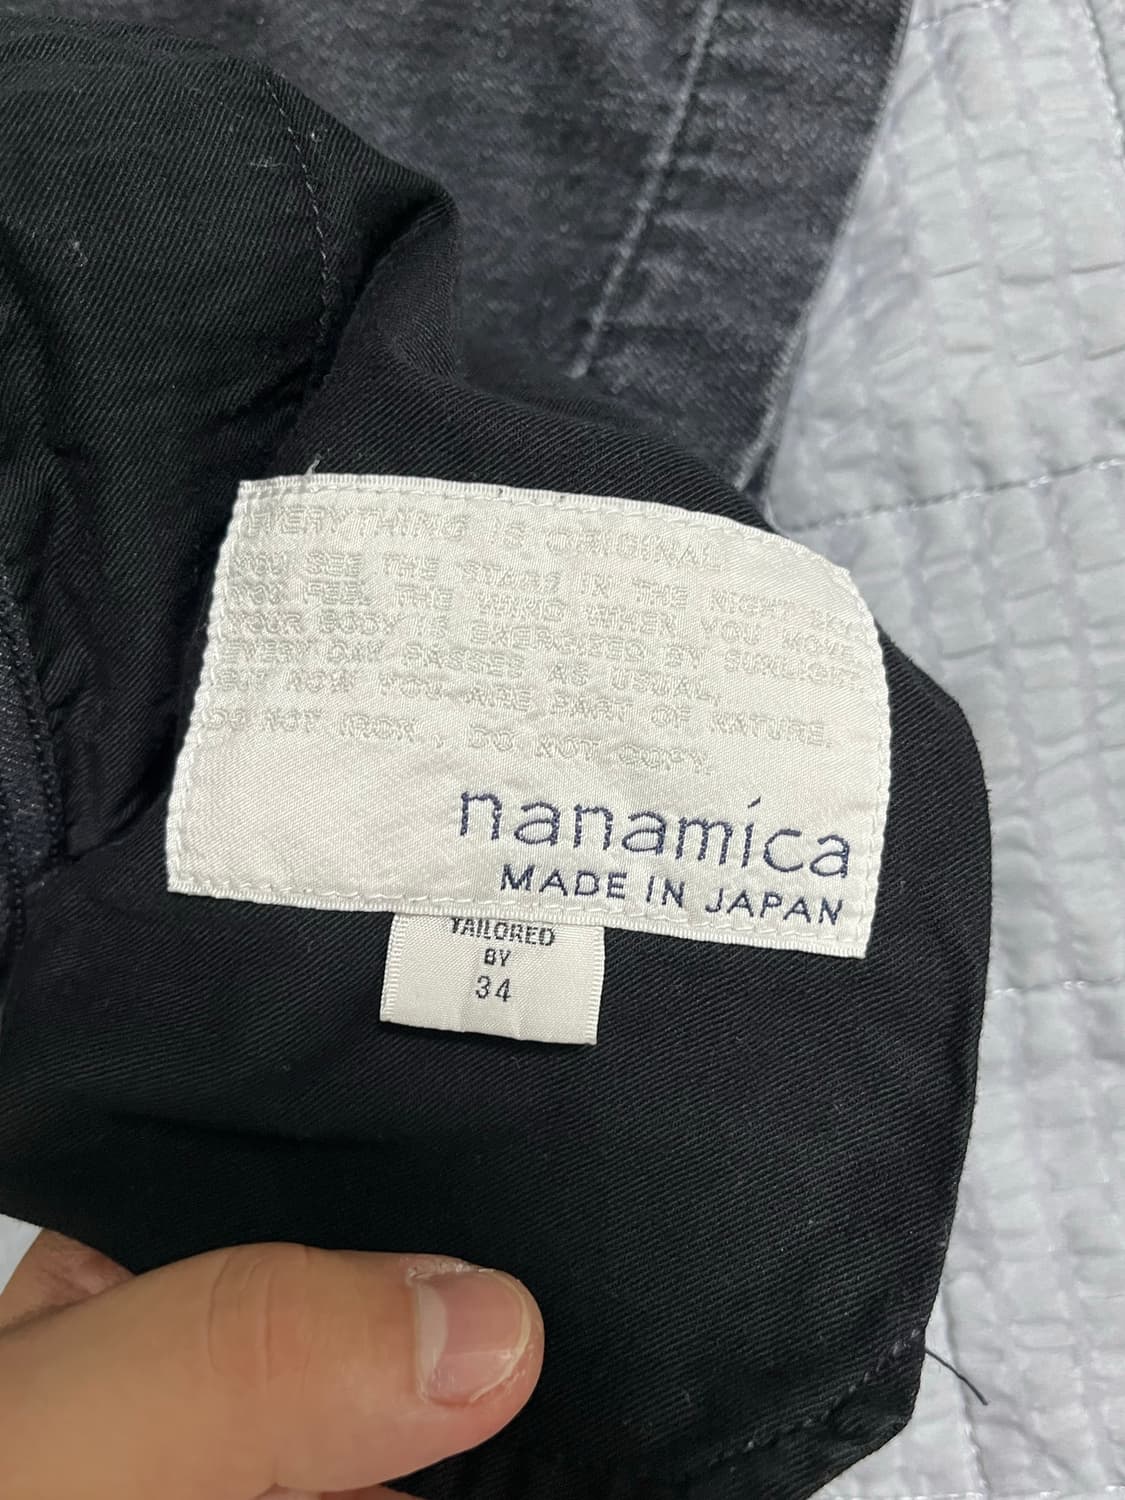 EVERYTHING IS ORIGINAL
YOU SEE THE STARS IN THE NIGHT SKY,
YOU FEEL THE WIND WHEN YOU MOVE,
YOUR BODY IS ENERGIZED BY SUNLIGHT.
EVERY DAY PASSES AS USUAL,
BUT NOW YOU ARE PART OF NATURE.
DO NOT IRON, DO NOT COPY.
nanamica
MADE IN JAPAN
TAILORED
BY
34